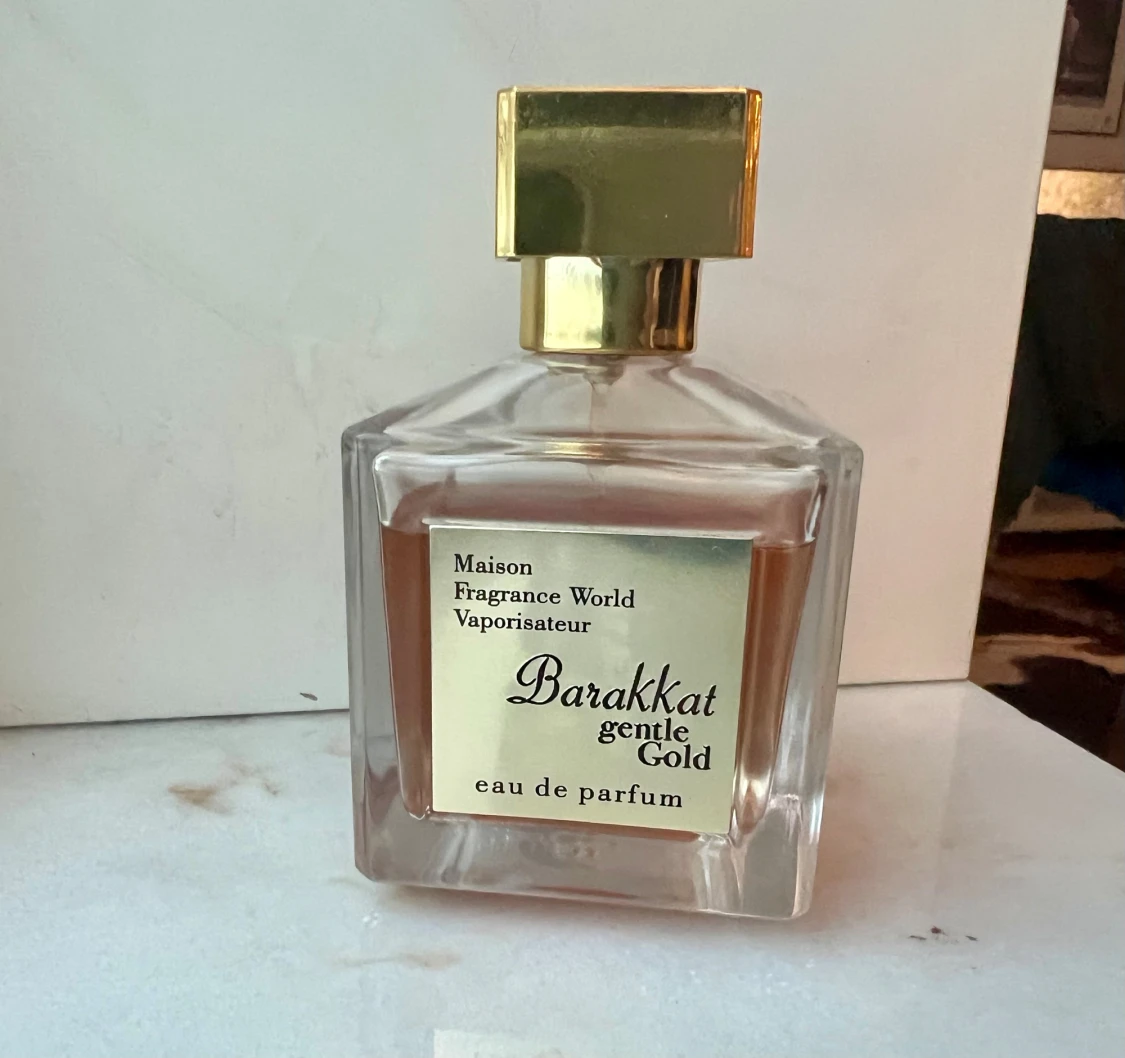 Maison
Fragrance World
Vaporisateur
Barakkat
gentle
Gold
eau de parfum